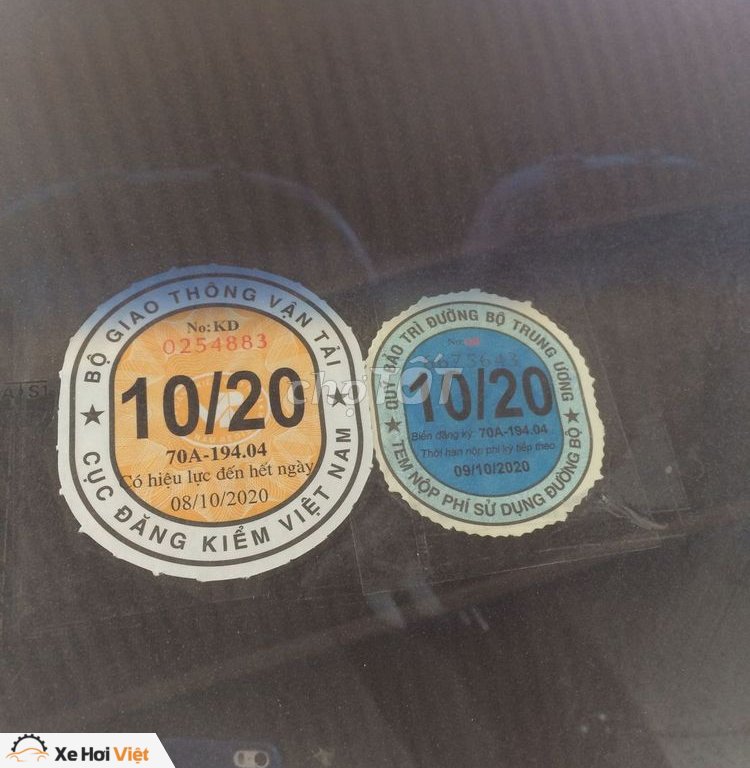 BỘ GIAO THÔNG VẬN TẢI
No: KD
0254883
10/20
70A-194.04
Có hiệu lực đến hết ngày
08/10/2020
CỤC ĐĂNG KIỂM VIỆT NAM
QUỸ BẢO TRÌ ĐƯỜNG BỘ TRUNG ƯƠNG
10/20
Biển đăng ký 70A-194.04
Thời hạn nộp phí kỳ tiếp theo
09/10/2020
TEM NỘP PHÍ SỬ DỤNG ĐƯỜNG BỘ
chợTỐT
Xe Hơi Việt